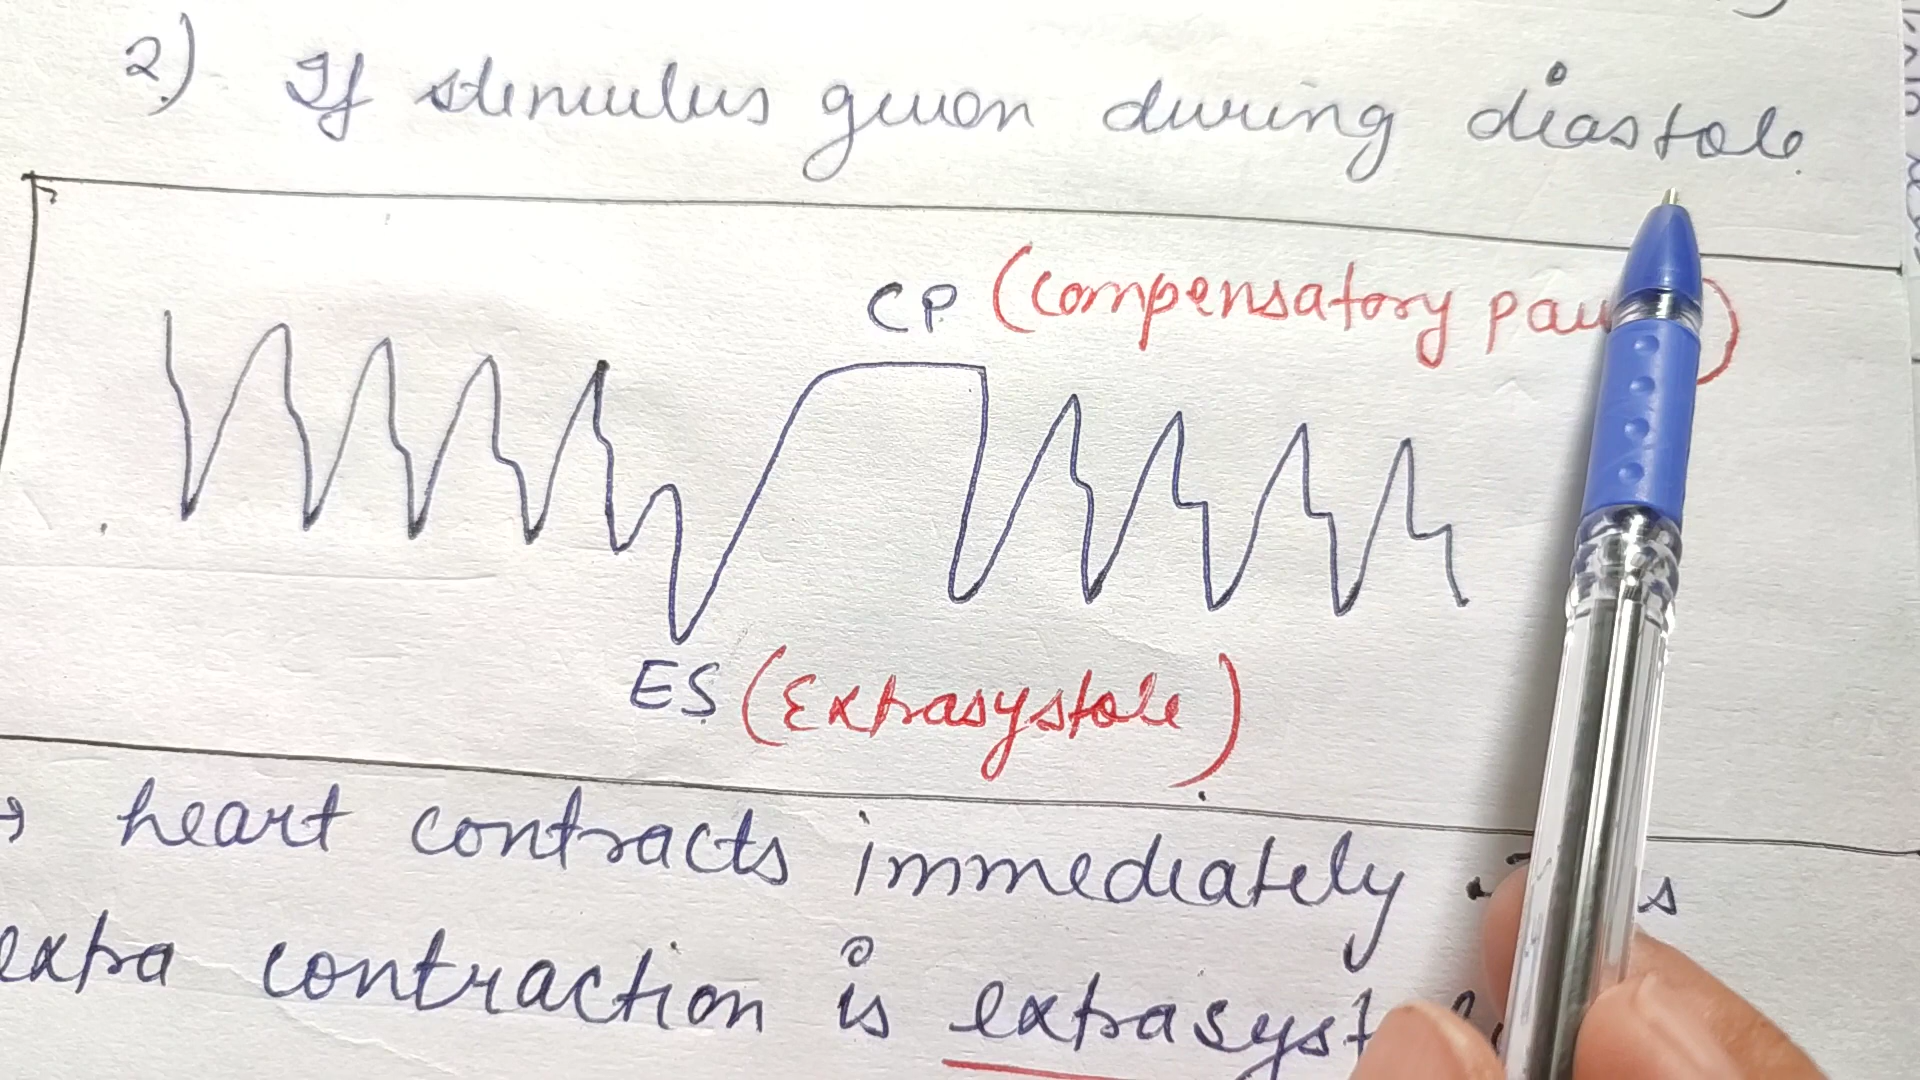 2) If stimulus given during diastole.
CP (compensatory pau )
ES (Extrasystole)
→ heart contracts immediately
extra contraction is extrasyst